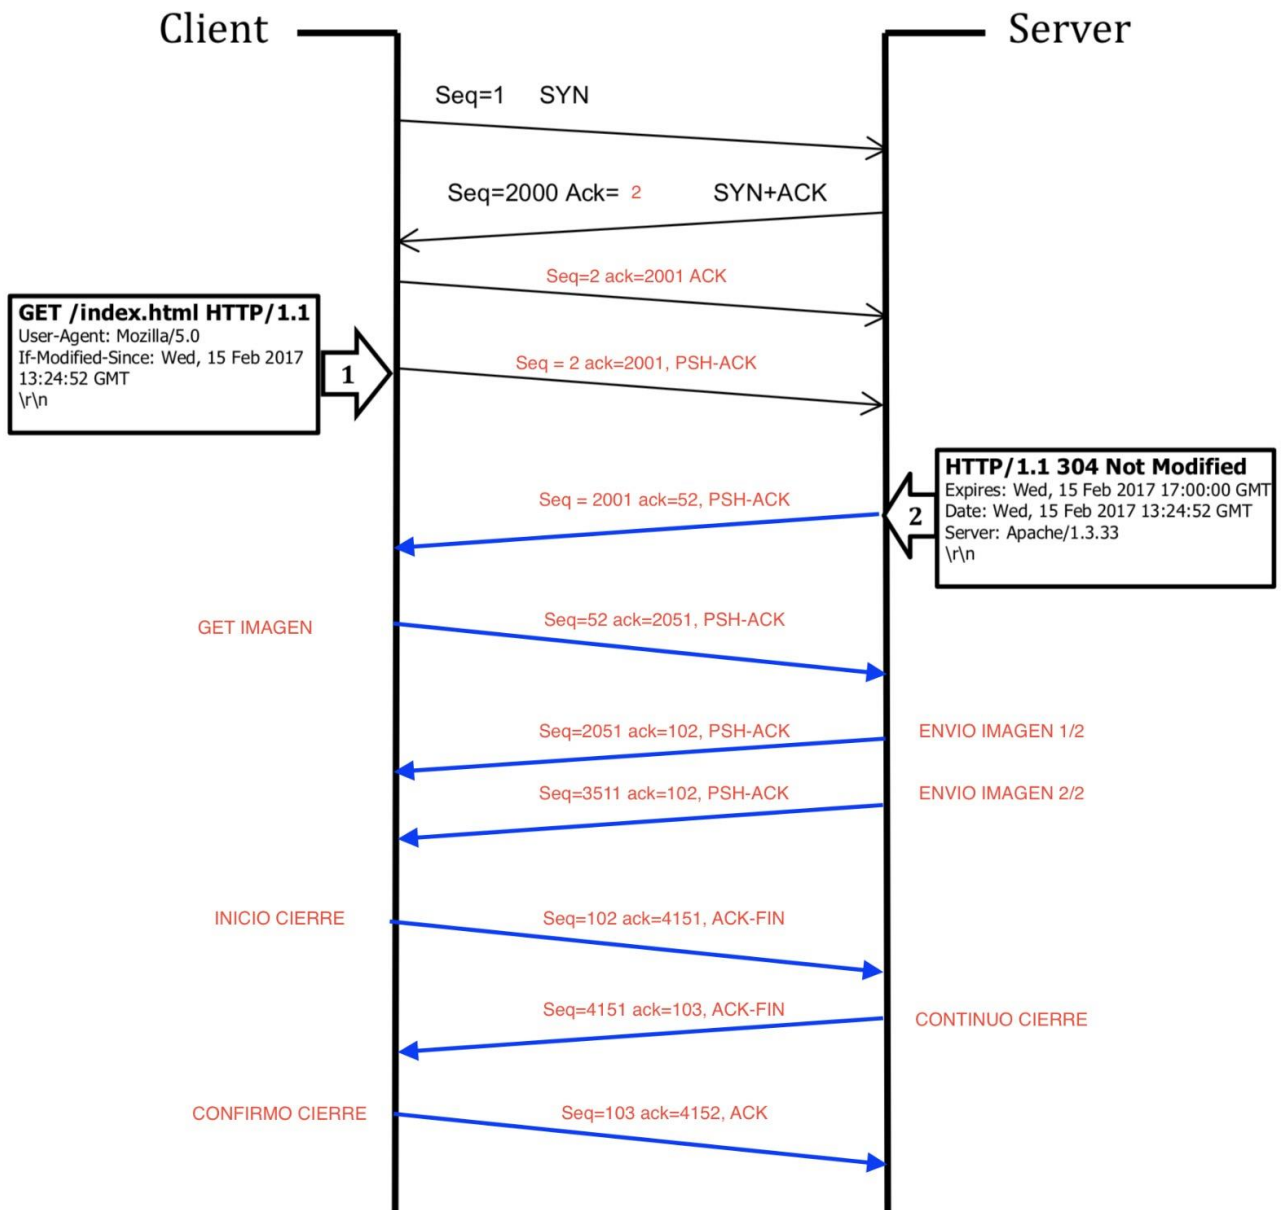 Client
Server
Seq=1 SYN
Seq=2000 Ack= 2 SYN+ACK
Seq=2 ack=2001 ACK
GET /index.html HTTP/1.1
User-Agent: Mozilla/5.0
If-Modified-Since: Wed, 15 Feb 2017
13:24:52 GMT
\r\n
1
Seq = 2 ack=2001, PSH-ACK
HTTP/1.1 304 Not Modified
Expires: Wed, 15 Feb 2017 17:00:00 GMT
Date: Wed, 15 Feb 2017 13:24:52 GMT
Server: Apache/1.3.33
\r\n
2
Seq = 2001 ack=52, PSH-ACK
GET IMAGEN
Seq=52 ack=2051, PSH-ACK
Seq=2051 ack=102, PSH-ACK
ENVIO IMAGEN 1/2
Seq=3511 ack=102, PSH-ACK
ENVIO IMAGEN 2/2
INICIO CIERRE
Seq=102 ack=4151, ACK-FIN
Seq=4151 ack=103, ACK-FIN
CONTINUO CIERRE
CONFIRMO CIERRE
Seq=103 ack=4152, ACK